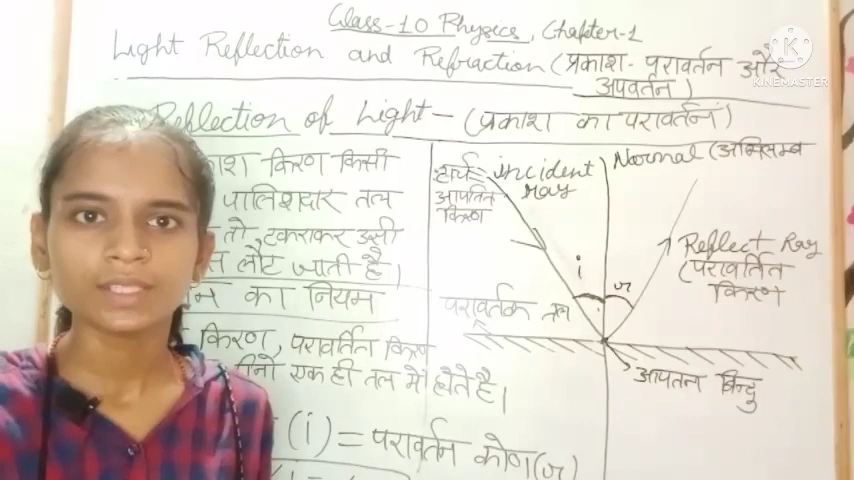 Class-10 Physics, Chapter-1
Light Reflection and Refraction (प्रकाश- परावर्तन और
अपवर्तन)
KINEMASTER
Reflection of Light - (प्रकाश का परावर्तन)
किरण किसी
पालिशदार तल
तो टकराकर उसी
लौट जाती है।
का नियम
किरण, परावर्तित किरण
एक ही तल में होते है।
(i) = परावर्तन कोण (r)
टार्च
incident
ray
आपतित
किरण
Normal (अभिलम्ब
Reflect Ray
(परावर्तित
किरण
i
r
परावर्तक तल
आपतन बिन्दु